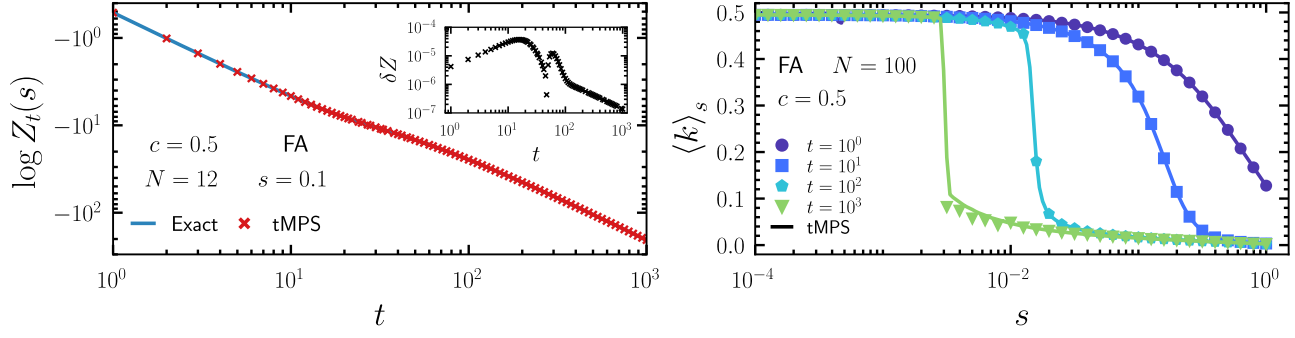 log Z_t(s)
−10^0
−10^1
−10^2
10^0 10^1 10^2 10^3
t
c = 0.5 FA
N = 12 s = 0.1
Exact tMPS
δZ
10^−4
10^−5
10^−6
10^−7
10^0 10^1 10^2 10^3
t
⟨k⟩_s
0.5
0.4
0.3
0.2
0.1
0.0
10^−4 10^−2 10^0
s
FA N = 100
c = 0.5
t = 10^0
t = 10^1
t = 10^2
t = 10^3
tMPS